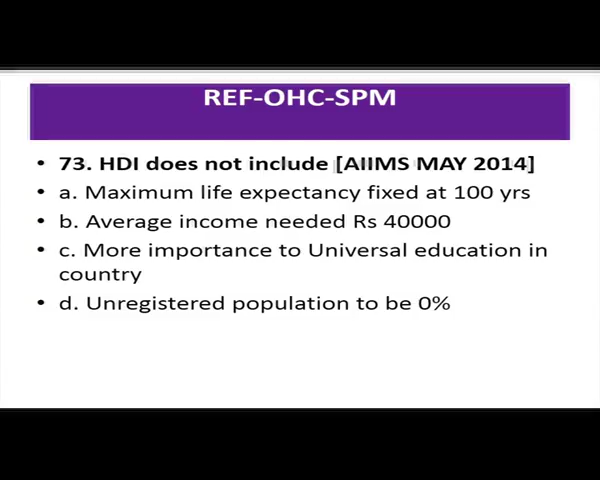 REF-OHC-SPM
• 73. HDI does not include [AIIMS MAY 2014]
• a. Maximum life expectancy fixed at 100 yrs
• b. Average income needed Rs 40000
• c. More importance to Universal education in
country
• d. Unregistered population to be 0%